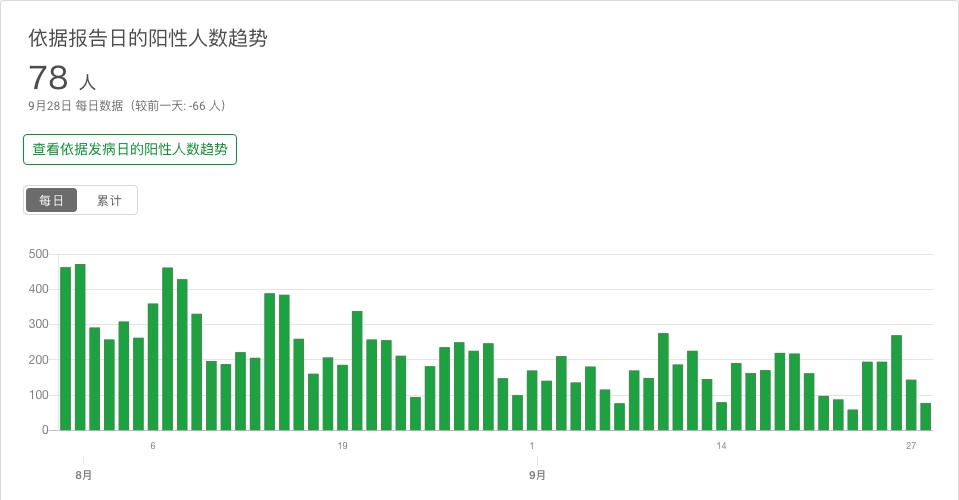 依据报告日的阳性人数趋势
78 人
9月28日 每日数据（较前一天: -66 人）
查看依据发病日的阳性人数趋势
每日 累计
500
400
300
200
100
0
6 19 1 14 27
8月 9月